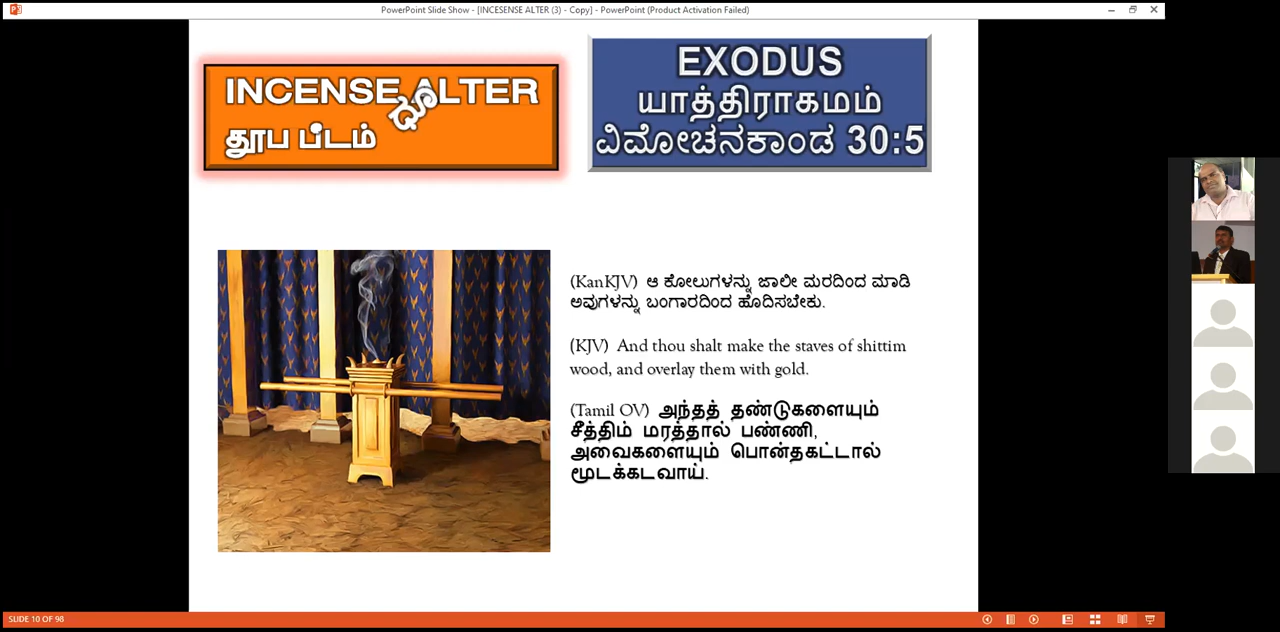 PowerPoint Slide Show - [INCESENSE ALTER (3) - Copy] - PowerPoint (Product Activation Failed)
INCENSE ALTER
தூ
தூப பீடம்
EXODUS
யாத்திராகமம்
ವಿಮೋಚನಕಾಂಡ 30:5
(KanKJV) ಆ ಕೋಲುಗಳನ್ನು ಜಾಲೀ ಮರದಿಂದ ಮಾಡಿ
ಅವುಗಳನ್ನು ಬಂಗಾರದಿಂದ ಹೊದಿಸಬೇಕು.
(KJV) And thou shalt make the staves of shittim
wood, and overlay them with gold.
(Tamil OV) அந்தத் தண்டுகளையும்
சீத்திம் மரத்தால் பண்ணி,
அவைகளையும் பொன்தகட்டால்
மூடக்கடவாய்.
SLIDE 10 OF 98